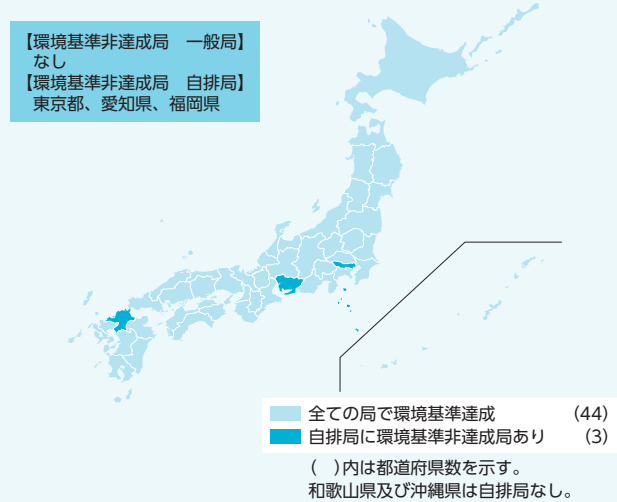 【環境基準非達成局　一般局】
なし
【環境基準非達成局　自排局】
東京都、愛知県、福岡県
全ての局で環境基準達成 (44)
自排局に環境基準非達成局あり (3)
(　)内は都道府県数を示す。
和歌山県及び沖縄県は自排局なし。